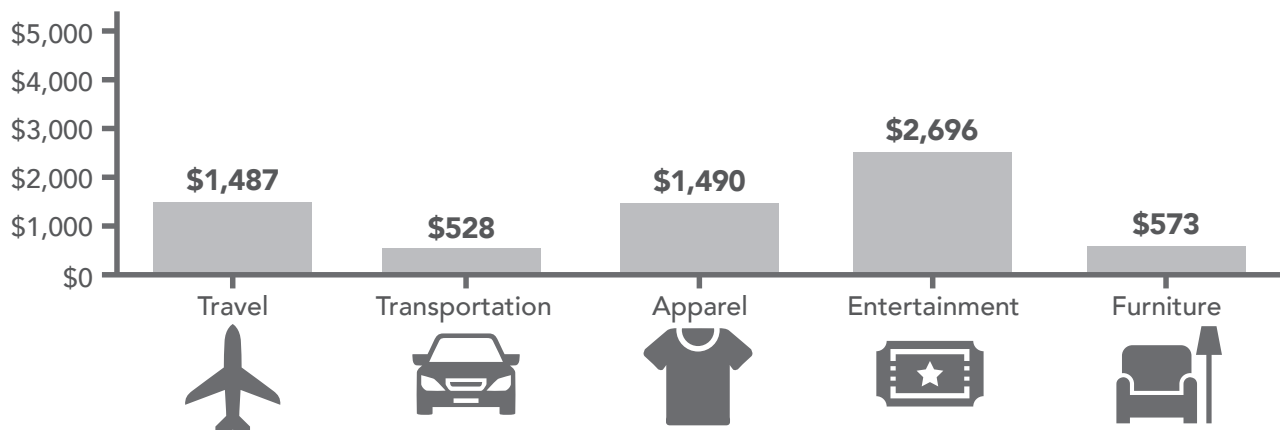 $5,000
$4,000
$3,000
$2,000
$1,000
$0
$1,487
$528
$1,490
$2,696
$573
Travel
Transportation
Apparel
Entertainment
Furniture